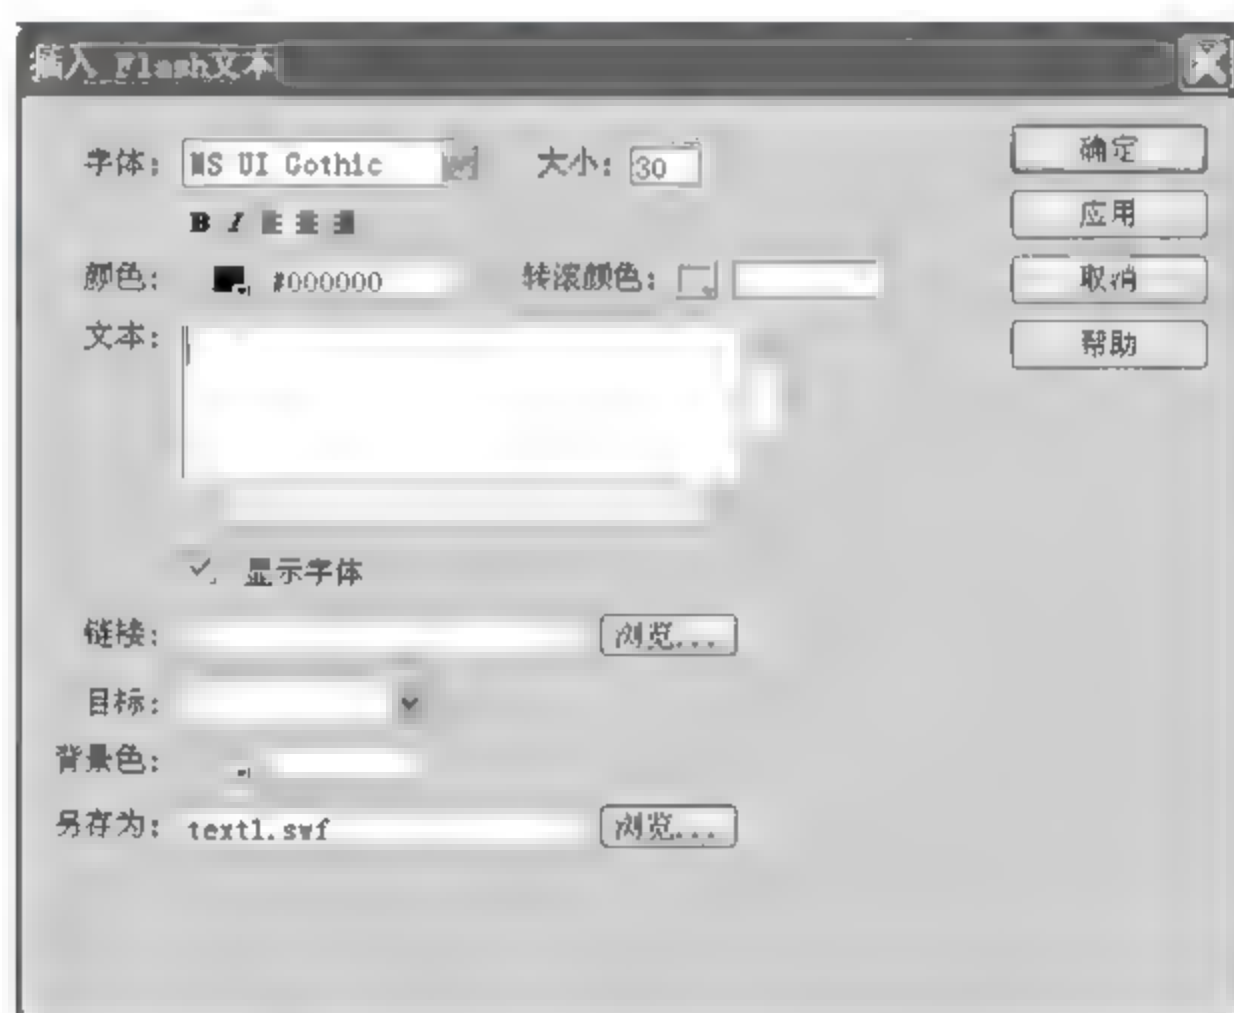 插入 Flash文本
字体: MS UI Gothic 大小: 30 确定
B I 应用
颜色: #000000 转滚颜色: 取消
文本: 帮助
显示字体
链接: 浏览...
目标:
背景色:
另存为: text1.swf 浏览...